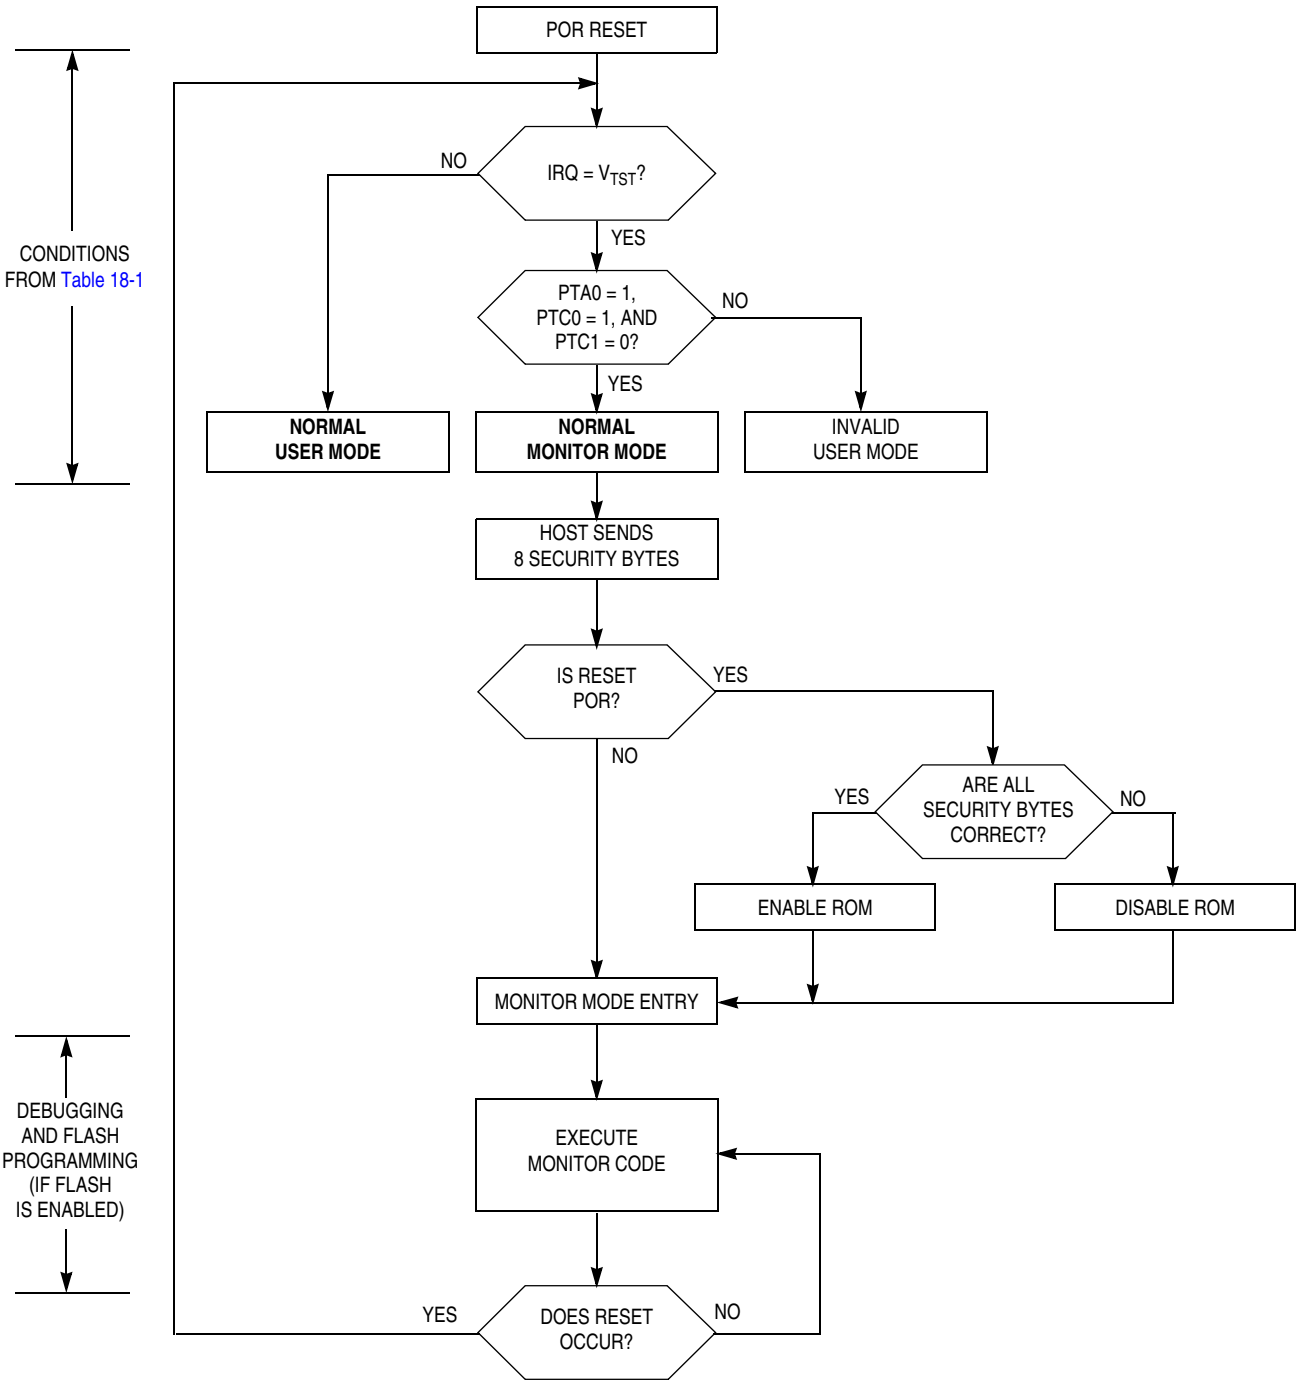 POR RESET
NO
IRQ = VTST?
YES
CONDITIONS
FROM Table 18-1
PTA0 = 1,
PTC0 = 1, AND
PTC1 = 0?
NO
YES
NORMAL
USER MODE
NORMAL
MONITOR MODE
INVALID
USER MODE
HOST SENDS
8 SECURITY BYTES
IS RESET
POR?
YES
NO
ARE ALL
SECURITY BYTES
CORRECT?
YES
NO
ENABLE ROM
DISABLE ROM
MONITOR MODE ENTRY
DEBUGGING
AND FLASH
PROGRAMMING
(IF FLASH
IS ENABLED)
EXECUTE
MONITOR CODE
YES
DOES RESET
OCCUR?
NO